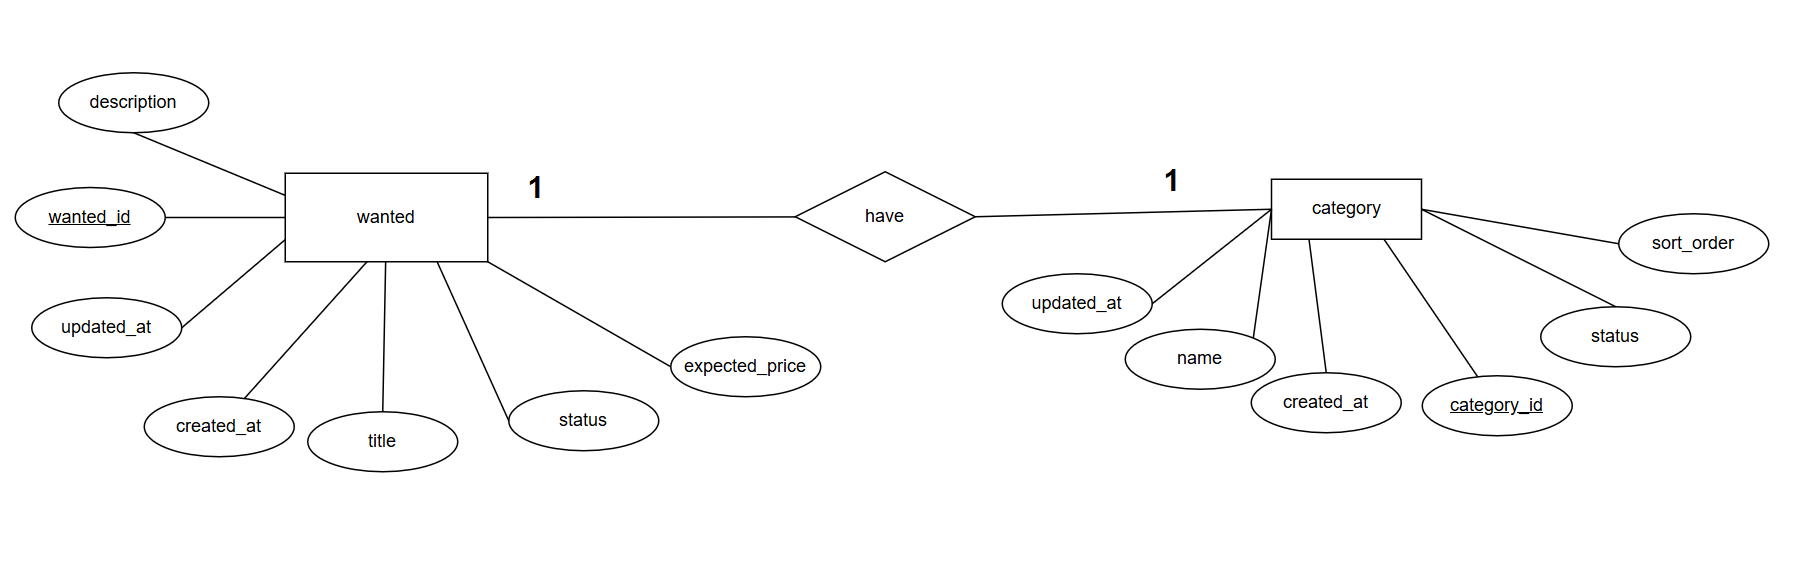 description
wanted_id
updated_at
created_at
title
status
expected_price
wanted
1
have
1
category
updated_at
name
created_at
category_id
status
sort_order